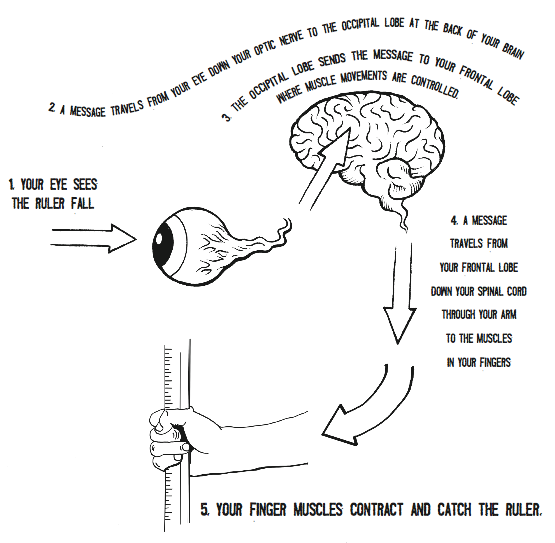 1. YOUR EYE SEES
THE RULER FALL
2. A MESSAGE TRAVELS FROM YOUR EYE DOWN YOUR OPTIC NERVE TO THE OCCIPITAL LOBE AT THE BACK OF YOUR BRAIN
3. THE OCCIPITAL LOBE SENDS THE MESSAGE TO YOUR FRONTAL LOBE
WHERE MUSCLE MOVEMENTS ARE CONTROLLED.
4. A MESSAGE
TRAVELS FROM
YOUR FRONTAL LOBE
DOWN YOUR SPINAL CORD
THROUGH YOUR ARM
TO THE MUSCLES
IN YOUR FINGERS
5. YOUR FINGER MUSCLES CONTRACT AND CATCH THE RULER.